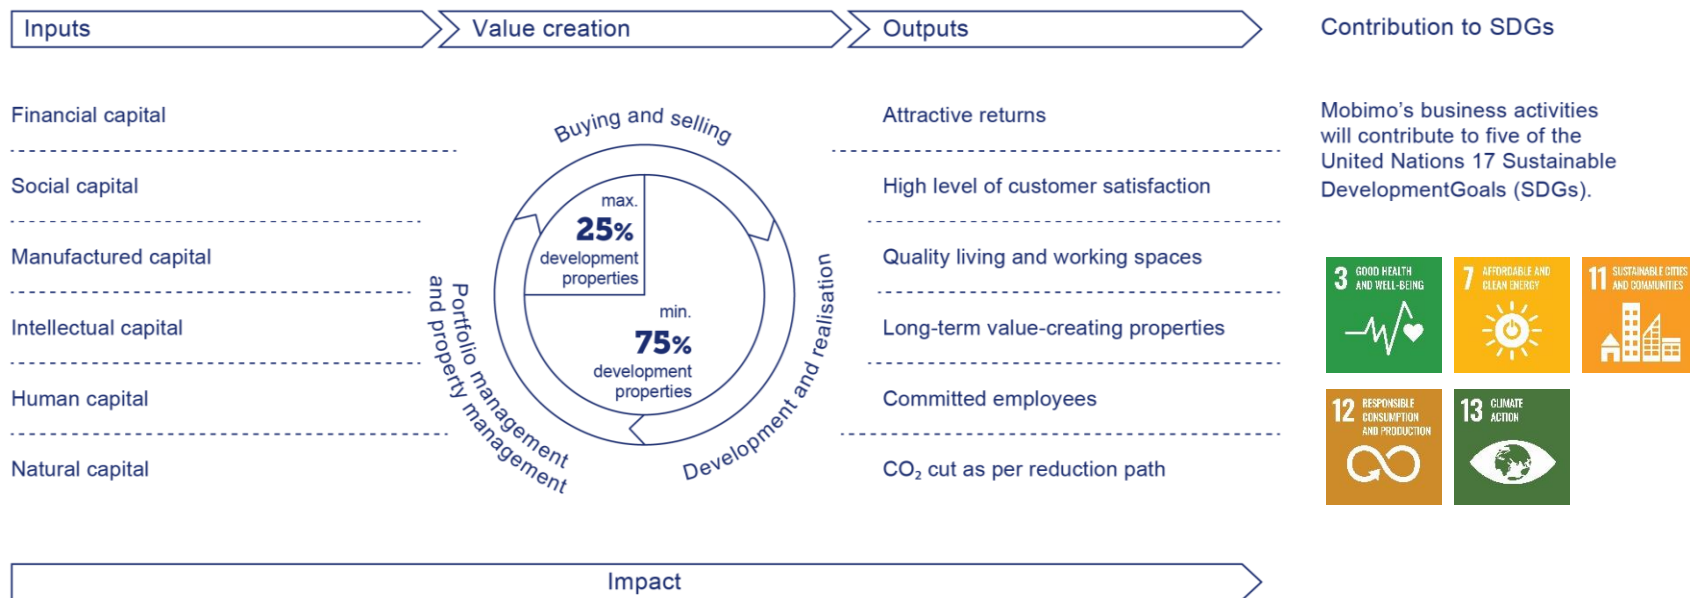 Inputs
Value creation
Outputs
Contribution to SDGs
Financial capital
Social capital
Manufactured capital
Intellectual capital
Human capital
Natural capital
Buying and selling
Development and realisation
Portfolio management
and property management
max.
25%
development
properties
min.
75%
development
properties
Attractive returns
High level of customer satisfaction
Quality living and working spaces
Long-term value-creating properties
Committed employees
CO₂ cut as per reduction path
Mobimo’s business activities
will contribute to five of the
United Nations 17 Sustainable
DevelopmentGoals (SDGs).
3 GOOD HEALTH
AND WELL-BEING
7 AFFORDABLE AND
CLEAN ENERGY
11 SUSTAINABLE CITIES
AND COMMUNITIES
12 RESPONSIBLE
CONSUMPTION
AND PRODUCTION
13 CLIMATE
ACTION
Impact